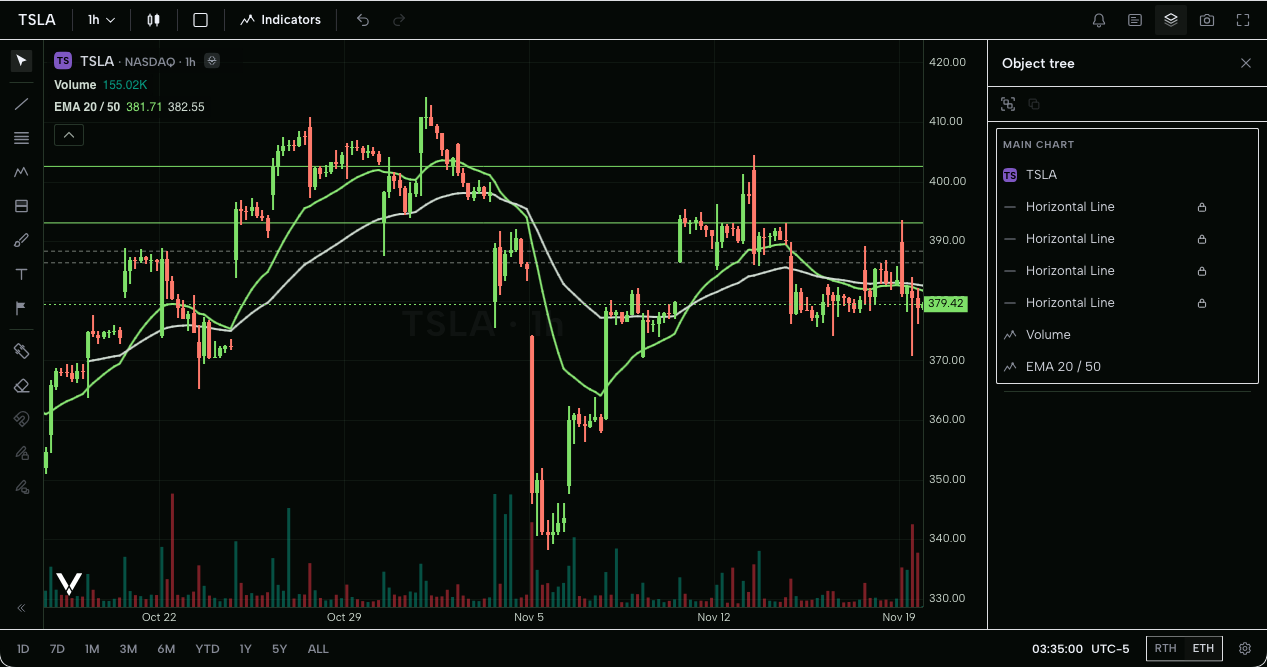 TSLA 1h Indicators
TS TSLA · NASDAQ · 1h
Volume 155.02K
EMA 20 / 50 381.71 382.55
420.00
410.00
400.00
390.00
379.42
370.00
360.00
350.00
340.00
330.00
TSLA · 1h
Oct 22 Oct 29 Nov 5 Nov 12 Nov 19
Object tree
MAIN CHART
TS TSLA
Horizontal Line
Horizontal Line
Horizontal Line
Horizontal Line
Volume
EMA 20 / 50
1D 7D 1M 3M 6M YTD 1Y 5Y ALL 03:35:00 UTC-5 RTH ETH